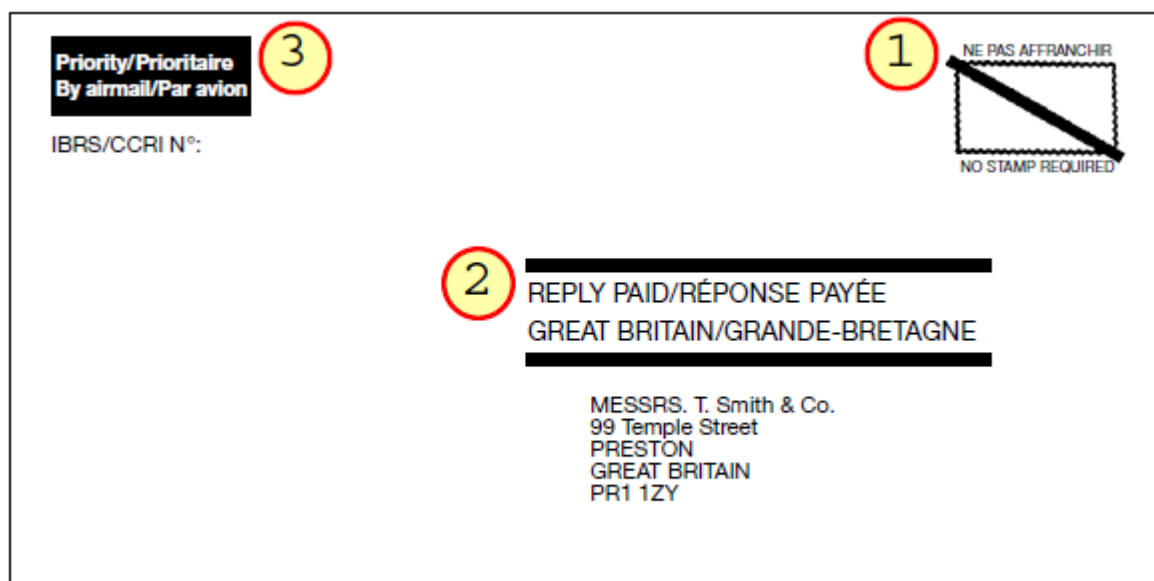 Priority/Prioritaire
By airmail/Par avion
3
IBRS/CCRI N°:
1
NE PAS AFFRANCHIR
NO STAMP REQUIRED
2
REPLY PAID/RÉPONSE PAYÉE
GREAT BRITAIN/GRANDE-BRETAGNE
MESSRS. T. Smith & Co.
99 Temple Street
PRESTON
GREAT BRITAIN
PR1 1ZY